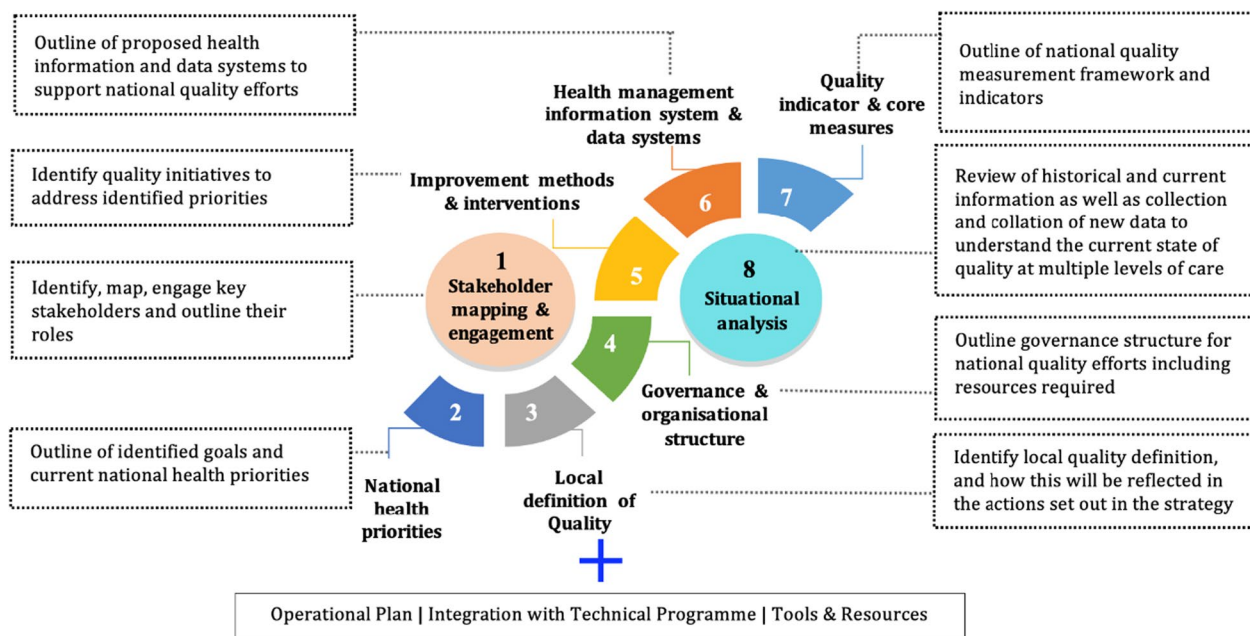 Outline of proposed health
information and data systems to
support national quality efforts
Identify quality initiatives to
address identified priorities
Identify, map, engage key
stakeholders and outline their
roles
Outline of identified goals and
current national health priorities
Health management
information system &
data systems
Quality
indicator & core
measures
Improvement methods
& interventions
1
Stakeholder
mapping &
engagement
2
3
4
5
6
7
8
Situational
analysis
Governance &
organisational
structure
National
health
priorities
Local
definition of
Quality
Outline of national quality
measurement framework and
indicators
Review of historical and current
information as well as collection
and collation of new data to
understand the current state of
quality at multiple levels of care
Outline governance structure for
national quality efforts including
resources required
Identify local quality definition,
and how this will be reflected in
the actions set out in the strategy
+
Operational Plan | Integration with Technical Programme | Tools & Resources